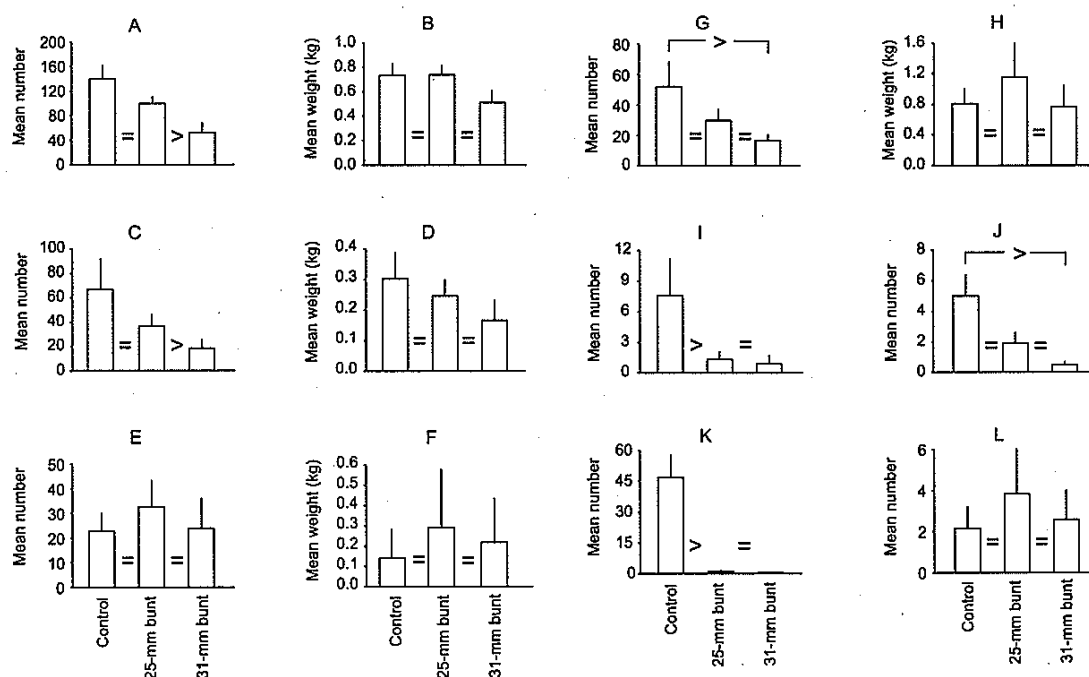 A
Mean number
200
160
120
80
40
0
=
>
B
Mean weight (kg)
1.0
0.8
0.6
0.4
0.2
0.0
=
=
G
Mean number
80
60
40
20
0
>
=
=
H
Mean weight (kg)
1.6
1.2
0.8
0.4
0.0
=
=
C
Mean number
100
80
60
40
20
0
=
>
D
Mean weight (kg)
0.4
0.3
0.2
0.1
0.0
=
=
I
Mean number
12
9
6
3
0
>
=
J
Mean number
8
6
4
2
0
>
=
=
E
Mean number
50
40
30
20
10
0
=
=
Control
25-mm bunt
31-mm bunt
F
Mean weight (kg)
0.6
0.5
0.4
0.3
0.2
0.1
0.0
=
=
Control
25-mm bunt
31-mm bunt
K
Mean number
60
45
30
15
0
>
=
Control
25-mm bunt
31-mm bunt
L
Mean number
6
4
2
0
=
=
Control
25-mm bunt
31-mm bunt